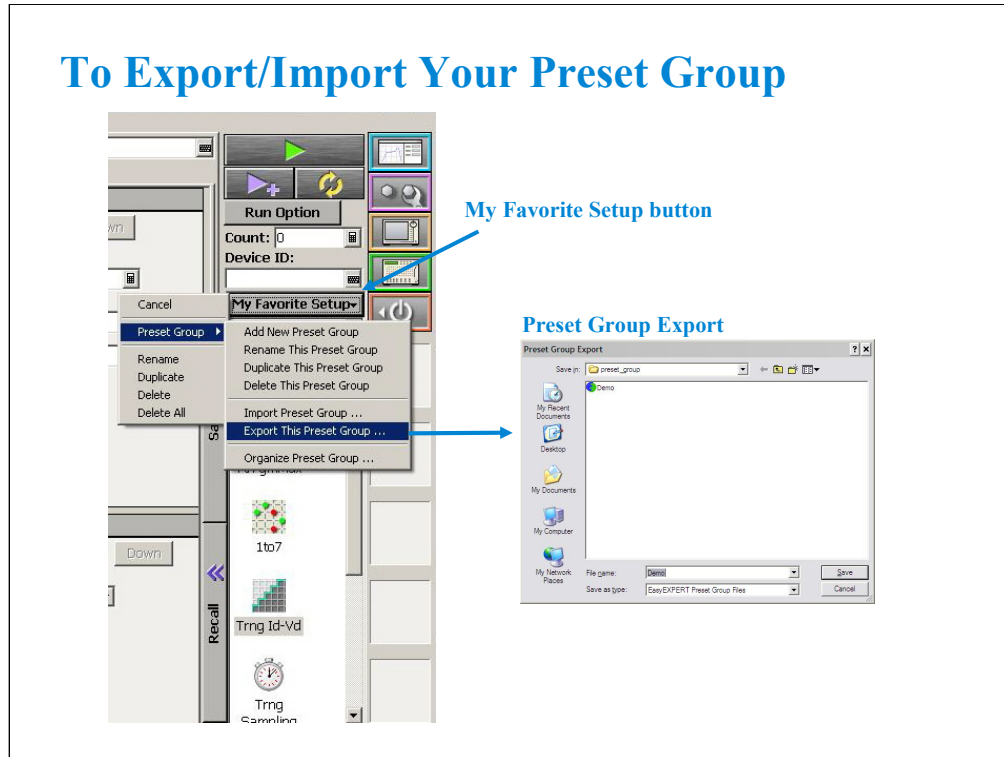 To Export/Import Your Preset Group
Run Option
Count: 0
Device ID:
My Favorite Setup
My Favorite Setup button
Cancel
Preset Group
Rename
Duplicate
Delete
Delete All
Add New Preset Group
Rename This Preset Group
Duplicate This Preset Group
Delete This Preset Group
Import Preset Group ...
Export This Preset Group ...
Organize Preset Group ...
1to7
Down
Recall
Trng Id-Vd
Trng
Sampling
Preset Group Export
Preset Group Export
Save in: preset_group
Demo
My Recent
Documents
Desktop
My Documents
My Computer
My Network
Places
File name: Demo
Save
Save as type: EasyEXPERT Preset Group Files
Cancel